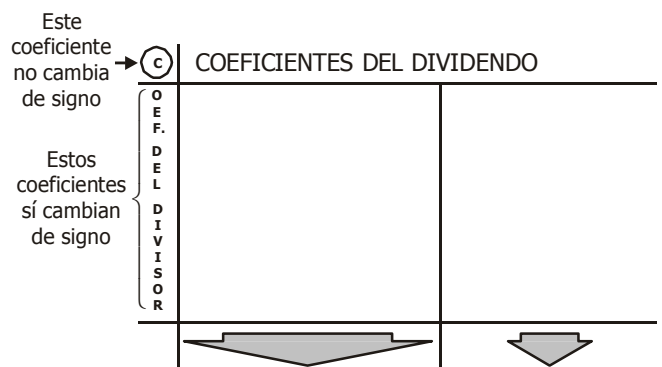 Este
coeficiente
no cambia
de signo
C
COEFICIENTES DEL DIVIDENDO
O
E
F.
D
E
L
D
I
V
I
S
O
R
Estos
coeficientes
sí cambian
de signo